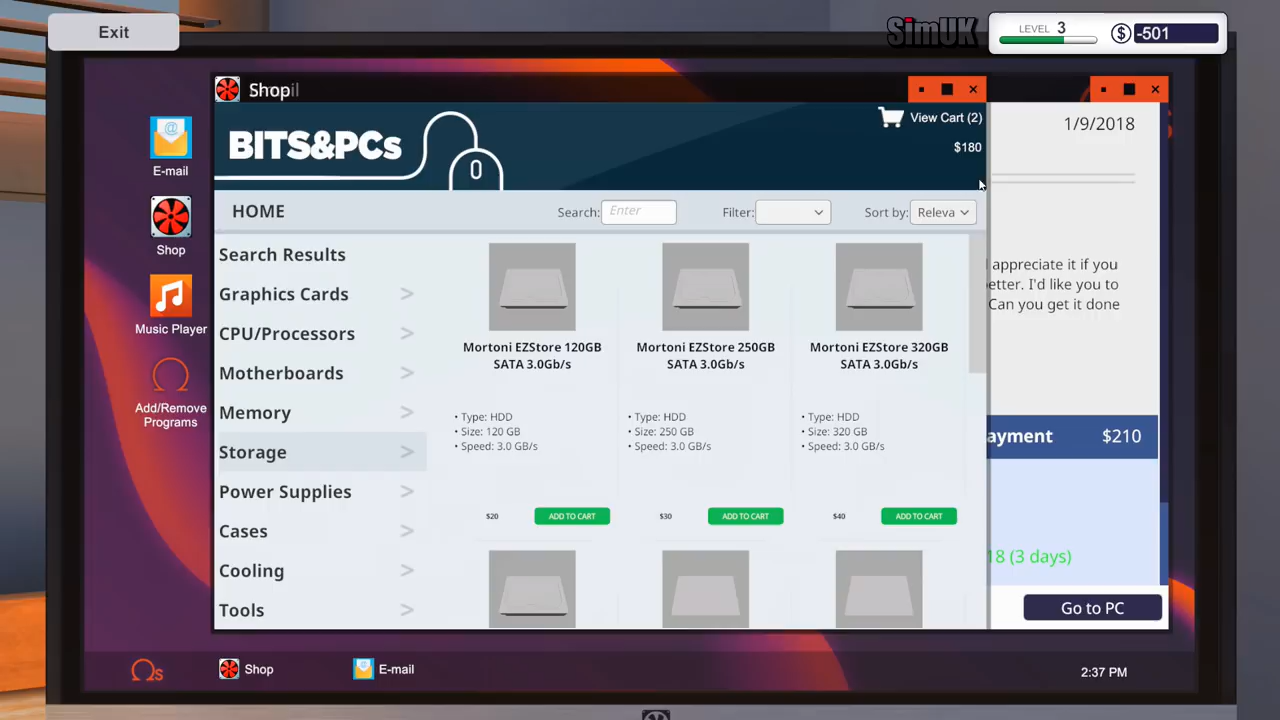 Exit
SimUK
LEVEL 3
$ -501
Shop
BITS&PCs
View Cart (2)
$180
1/9/2018
HOME
Search: Enter
Filter:
Sort by: Releva
Search Results
Graphics Cards >
CPU/Processors >
Motherboards >
Memory >
Storage >
Power Supplies >
Cases >
Cooling >
Tools >
E-mail
Shop
Music Player
Add/Remove
Programs
Mortoni EZStore 120GB
SATA 3.0Gb/s
• Type: HDD
• Size: 120 GB
• Speed: 3.0 GB/s
$20
ADD TO CART
Mortoni EZStore 250GB
SATA 3.0Gb/s
• Type: HDD
• Size: 250 GB
• Speed: 3.0 GB/s
$30
ADD TO CART
Mortoni EZStore 320GB
SATA 3.0Gb/s
• Type: HDD
• Size: 320 GB
• Speed: 3.0 GB/s
$40
ADD TO CART
appreciate it if you
etter. I'd like you to
Can you get it done
ayment $210
18 (3 days)
Go to PC
Ωs
Shop
E-mail
2:37 PM